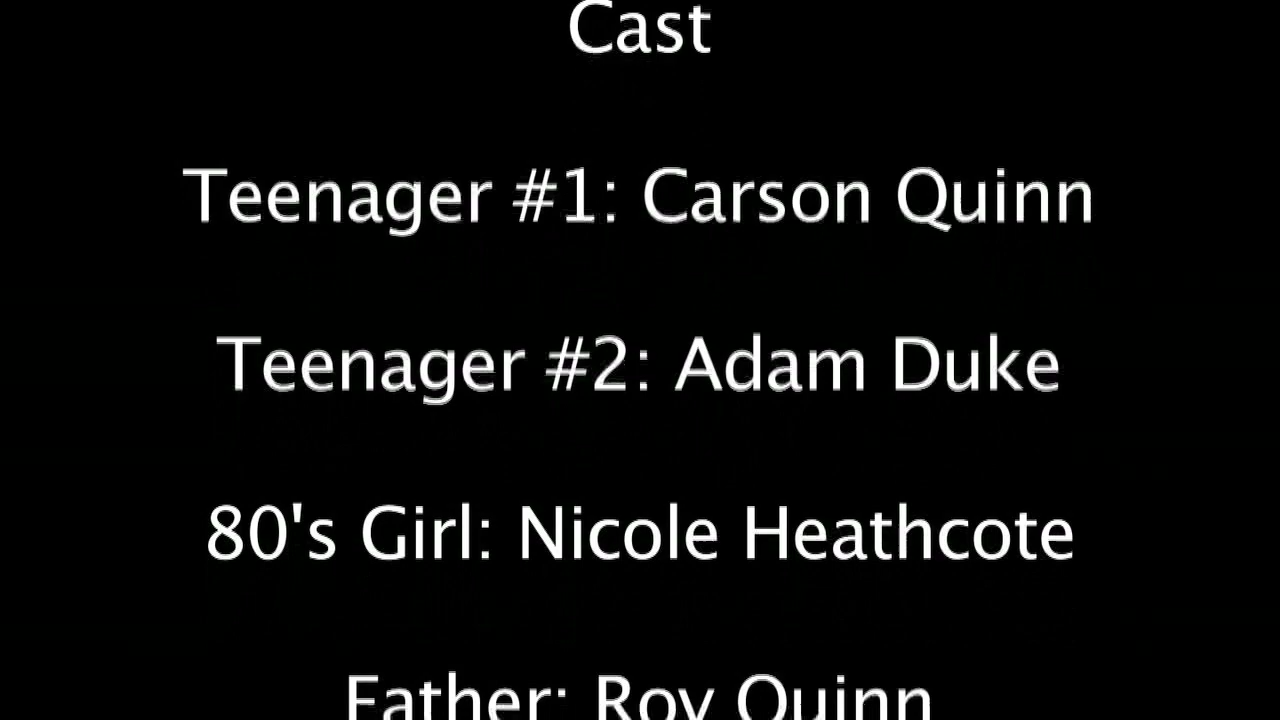 Cast
Teenager #1: Carson Quinn
Teenager #2: Adam Duke
80's Girl: Nicole Heathcote
Father: Roy Quinn